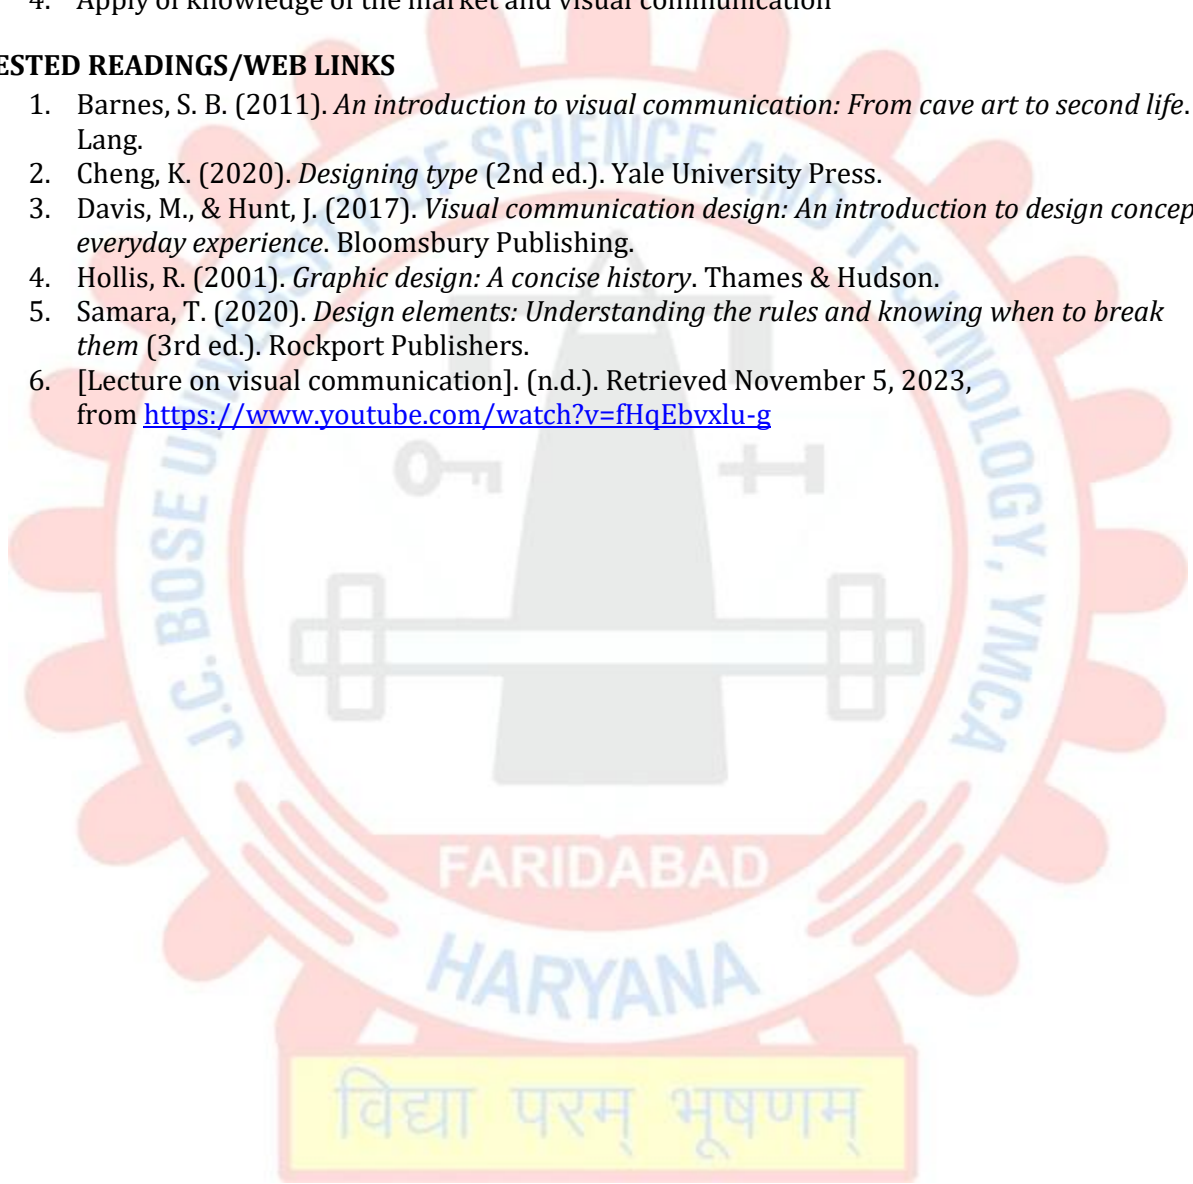 4. Apply of knowledge of the market and visual communication
ESTED READINGS/WEB LINKS
1. Barnes, S. B. (2011). An introduction to visual communication: From cave art to second life.
Lang.
2. Cheng, K. (2020). Designing type (2nd ed.). Yale University Press.
3. Davis, M., & Hunt, J. (2017). Visual communication design: An introduction to design concep
everyday experience. Bloomsbury Publishing.
4. Hollis, R. (2001). Graphic design: A concise history. Thames & Hudson.
5. Samara, T. (2020). Design elements: Understanding the rules and knowing when to break
them (3rd ed.). Rockport Publishers.
6. [Lecture on visual communication]. (n.d.). Retrieved November 5, 2023,
from https://www.youtube.com/watch?v=fHqEbvxlu-g
J.C. BOSE UNIVERSITY OF SCIENCE AND TECHNOLOGY, YMCA
FARIDABAD
HARYANA
विद्या परम् भूषणम्